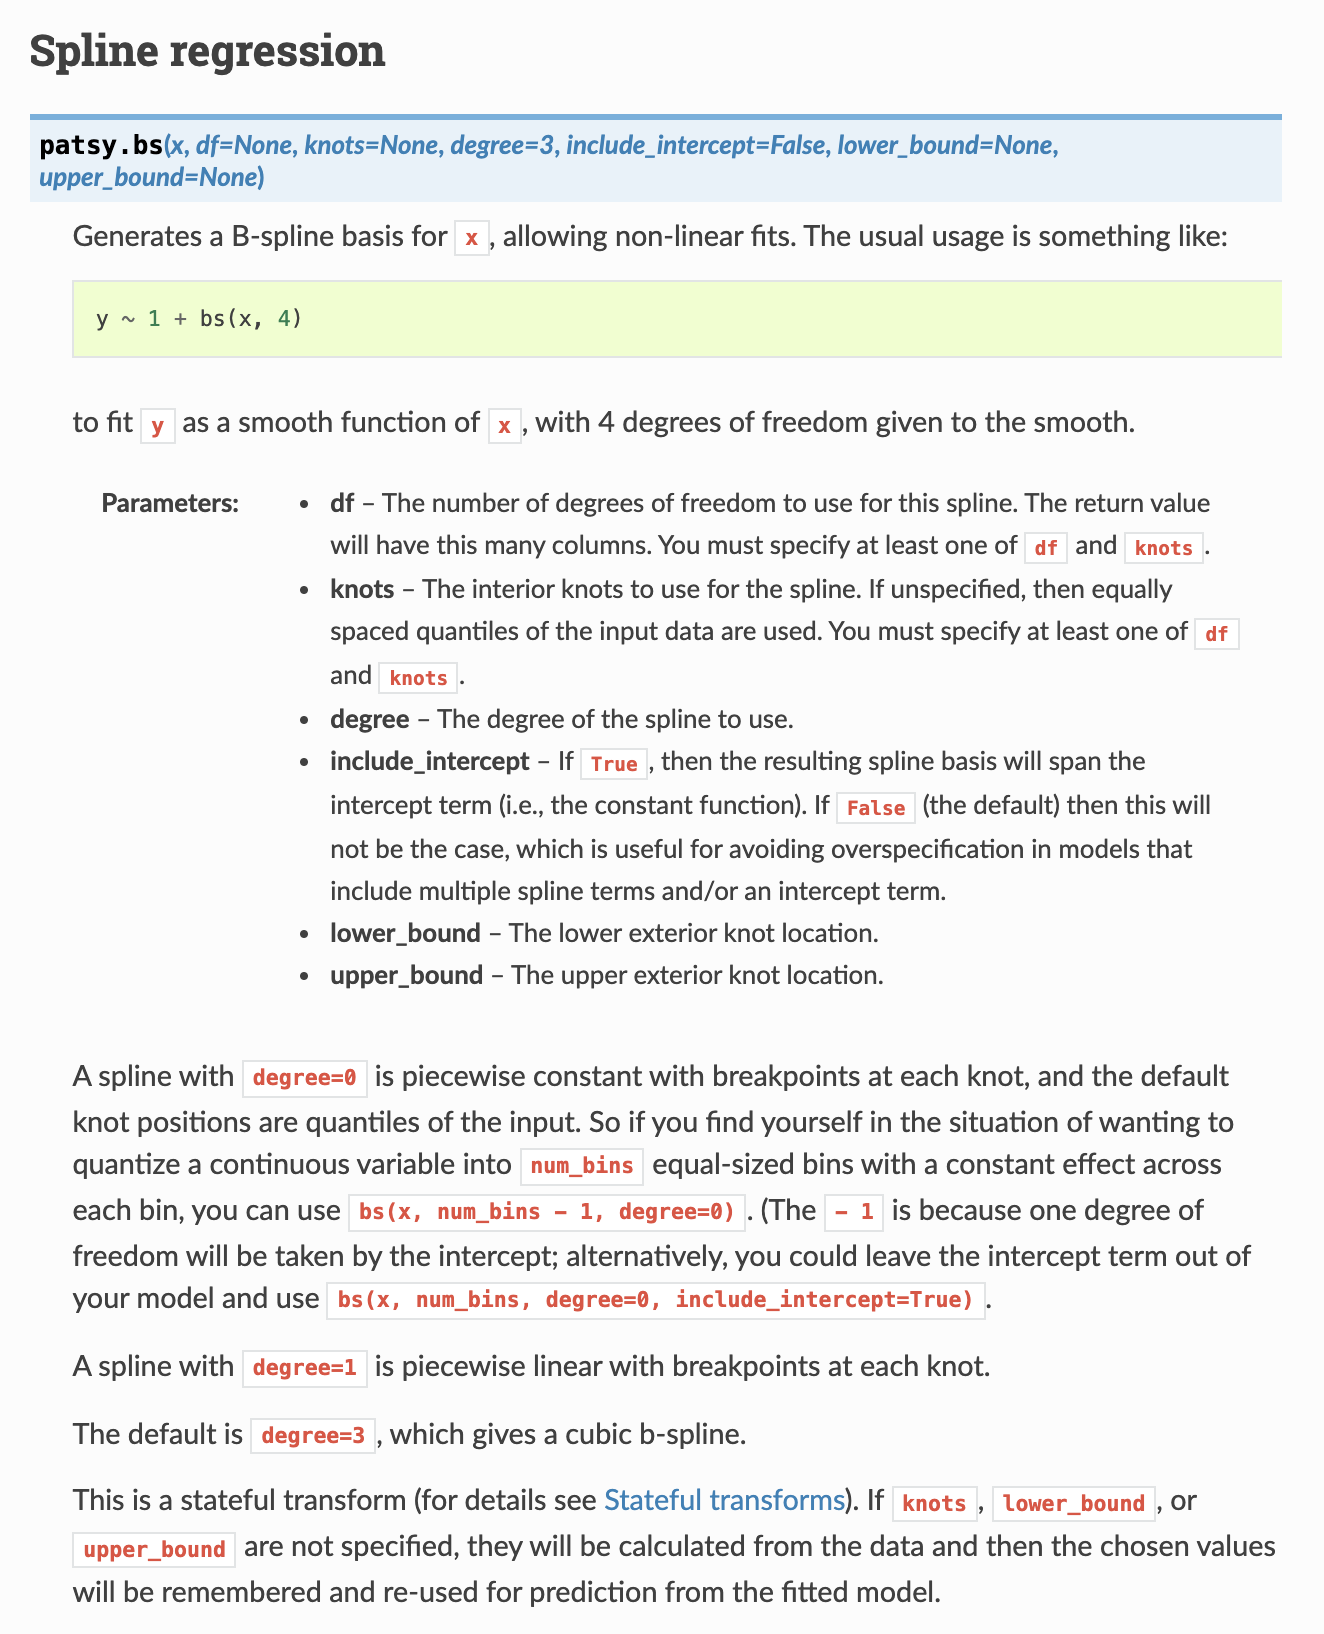 Spline regression
patsy.bs(x, df=None, knots=None, degree=3, include_intercept=False, lower_bound=None,
upper_bound=None)
Generates a B-spline basis for x, allowing non-linear fits. The usual usage is something like:
y ~ 1 + bs(x, 4)
to fit y as a smooth function of x, with 4 degrees of freedom given to the smooth.
Parameters: • df – The number of degrees of freedom to use for this spline. The return value
will have this many columns. You must specify at least one of df and knots.
• knots – The interior knots to use for the spline. If unspecified, then equally
spaced quantiles of the input data are used. You must specify at least one of df
and knots.
• degree – The degree of the spline to use.
• include_intercept – If True, then the resulting spline basis will span the
intercept term (i.e., the constant function). If False (the default) then this will
not be the case, which is useful for avoiding overspecification in models that
include multiple spline terms and/or an intercept term.
• lower_bound – The lower exterior knot location.
• upper_bound – The upper exterior knot location.
A spline with degree=0 is piecewise constant with breakpoints at each knot, and the default
knot positions are quantiles of the input. So if you find yourself in the situation of wanting to
quantize a continuous variable into num_bins equal-sized bins with a constant effect across
each bin, you can use bs(x, num_bins - 1, degree=0). (The - 1 is because one degree of
freedom will be taken by the intercept; alternatively, you could leave the intercept term out of
your model and use bs(x, num_bins, degree=0, include_intercept=True).
A spline with degree=1 is piecewise linear with breakpoints at each knot.
The default is degree=3, which gives a cubic b-spline.
This is a stateful transform (for details see Stateful transforms). If knots, lower_bound, or
upper_bound are not specified, they will be calculated from the data and then the chosen values
will be remembered and re-used for prediction from the fitted model.